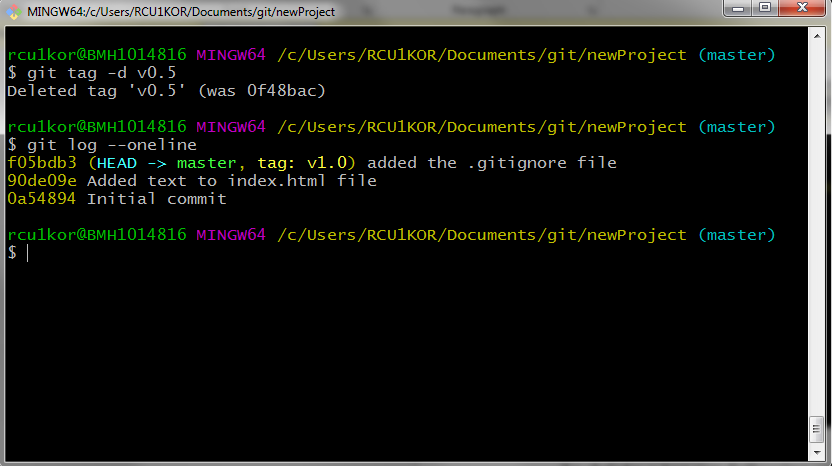 MINGW64:/c/Users/RCU1KOR/Documents/git/newProject
rcu1kor@BMH1014816 MINGW64 /c/Users/RCU1KOR/Documents/git/newProject (master)
$ git tag -d v0.5
Deleted tag 'v0.5' (was 0f48bac)
rcu1kor@BMH1014816 MINGW64 /c/Users/RCU1KOR/Documents/git/newProject (master)
$ git log --oneline
f05bdb3 (HEAD -> master, tag: v1.0) added the .gitignore file
90de09e Added text to index.html file
0a54894 Initial commit
rcu1kor@BMH1014816 MINGW64 /c/Users/RCU1KOR/Documents/git/newProject (master)
$